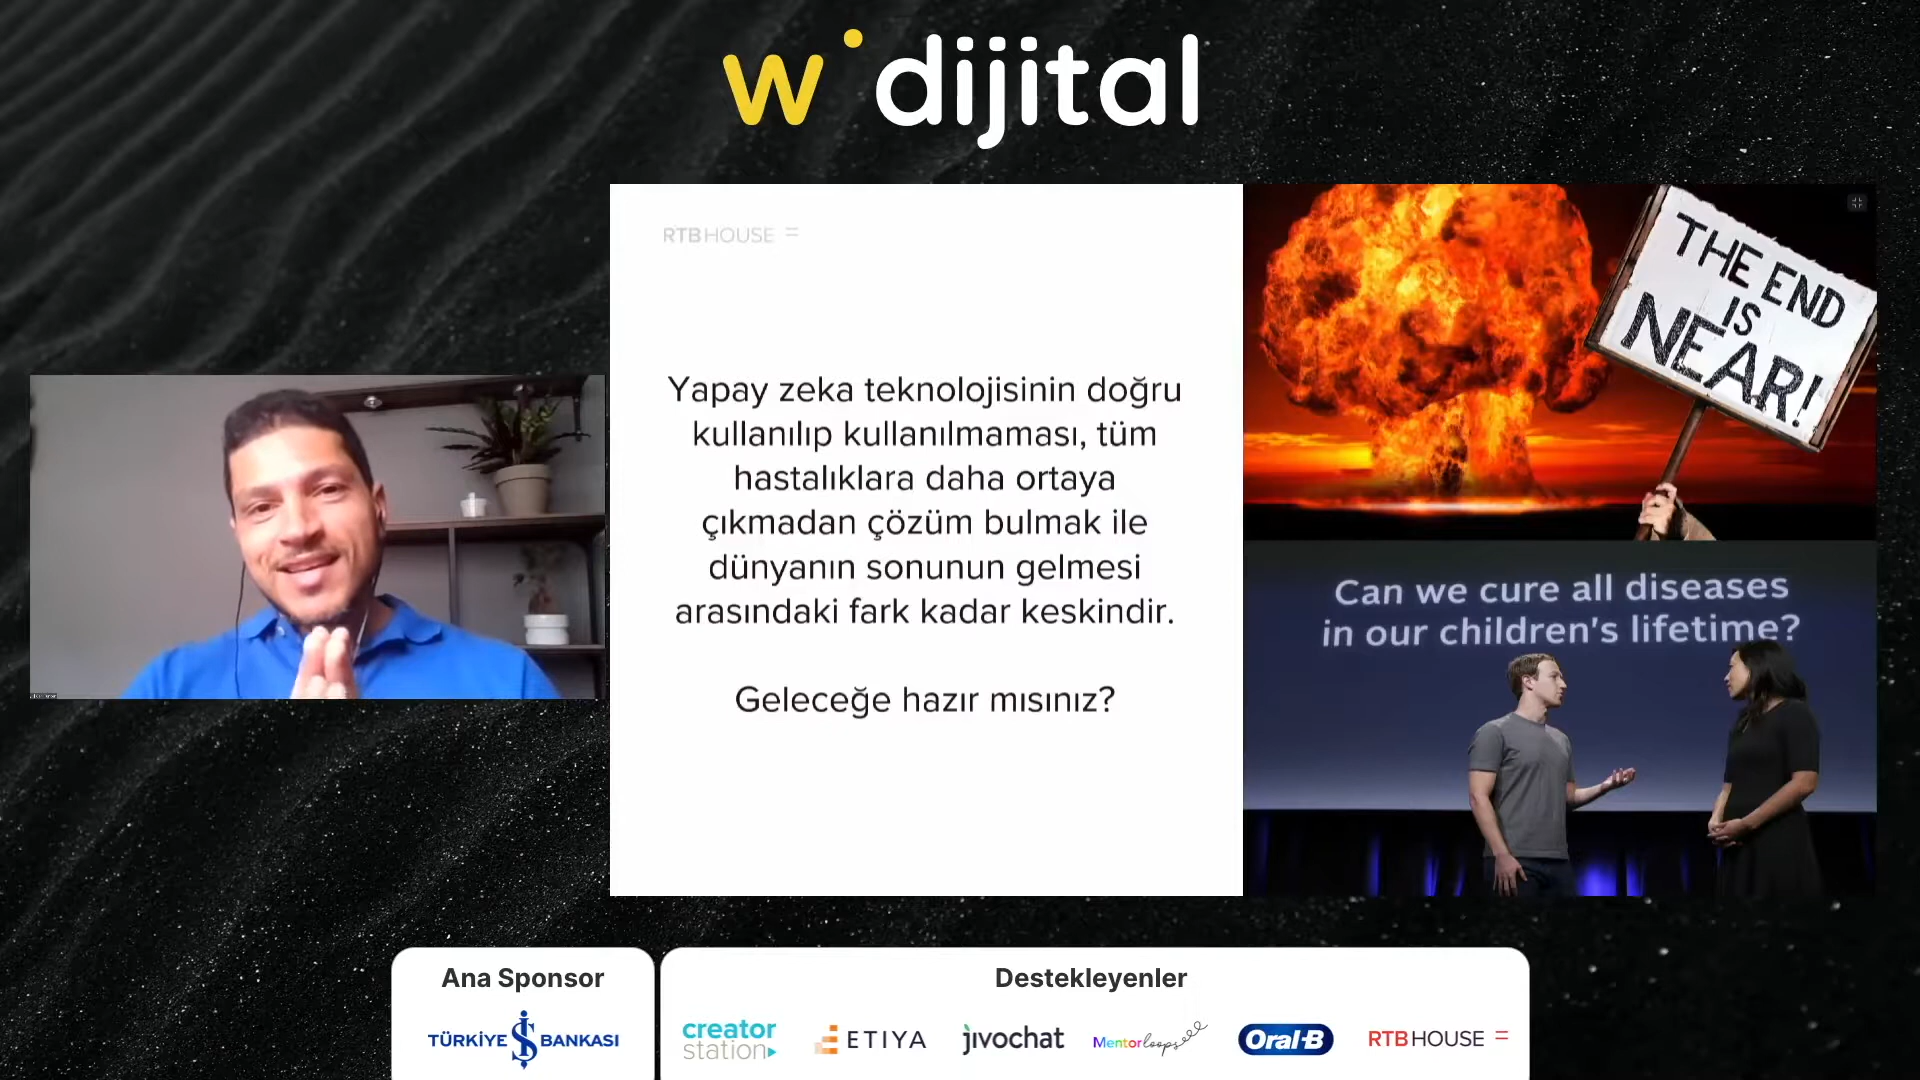 w dijital
RTBHOUSE
Yapay zeka teknolojisinin doğru
kullanılıp kullanılmaması, tüm
hastalıklara daha ortaya
çıkmadan çözüm bulmak ile
dünyanın sonunun gelmesi
arasındaki fark kadar keskindir.
Geleceğe hazır mısınız?
THE END
IS
NEAR!
Can we cure all diseases
in our children's lifetime?
Ana Sponsor
TÜRKİYE İŞ BANKASI
Destekleyenler
creator
station
ETIYA
jivochat
Mentorloops
Oral-B
RTBHOUSE